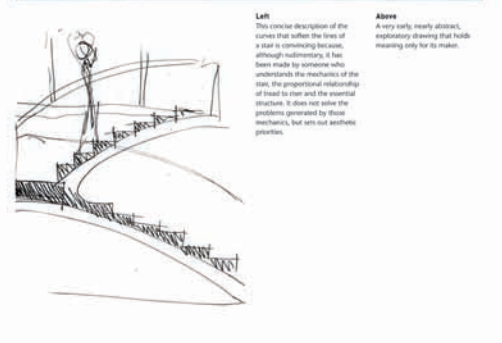 Left
This concise description of the
curves that soften the lines of
a stair is convincing because,
although rudimentary, it has
been made by someone who
understands the mechanics of the
stair, the proportional relationship
of tread to riser and the essential
structure. It does not solve the
problems generated by those
mechanics, but sets out aesthetic
priorities.
Above
A very early, nearly abstract,
exploratory drawing that holds
meaning only for its maker.